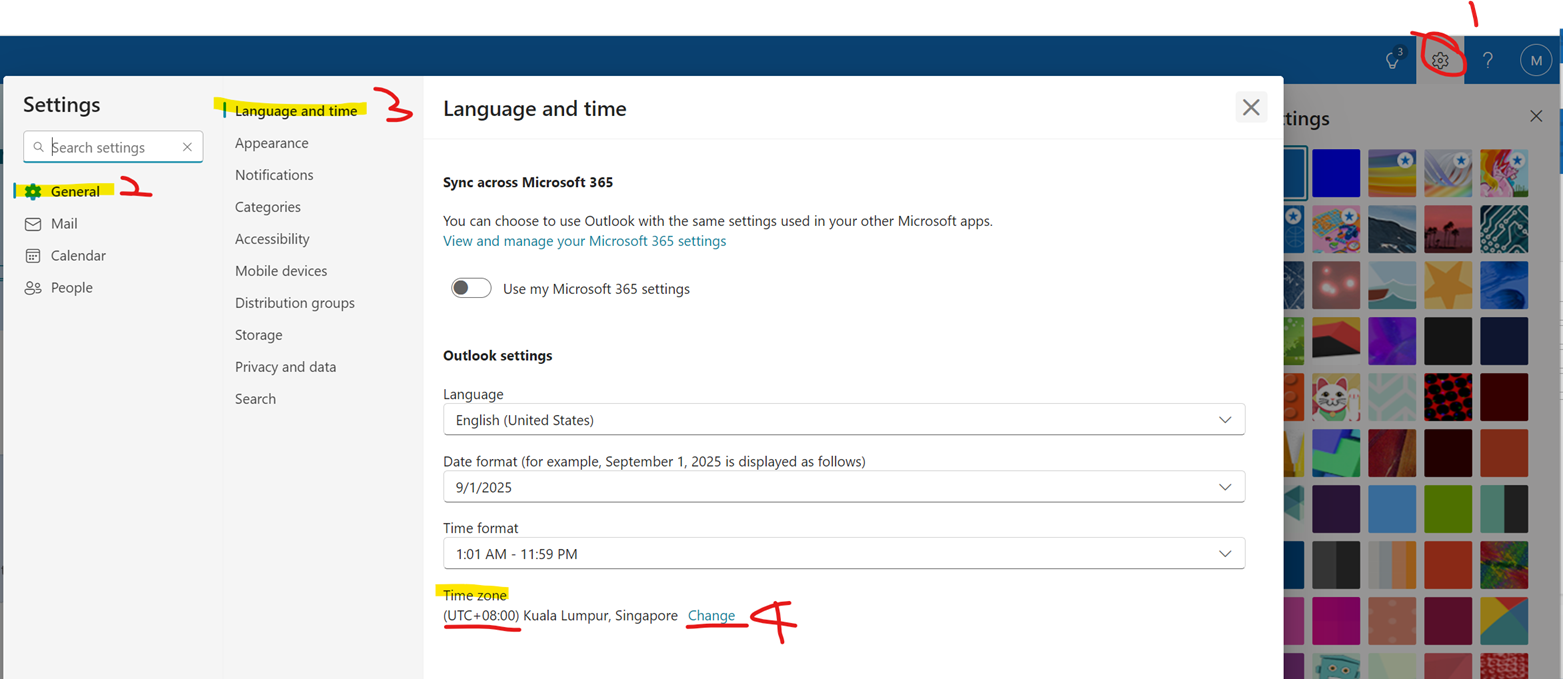 1
3
M
Settings
Search settings
General 2
Mail
Calendar
People
Language and time 3
Appearance
Notifications
Categories
Accessibility
Mobile devices
Distribution groups
Storage
Privacy and data
Search
Language and time
Sync across Microsoft 365
You can choose to use Outlook with the same settings used in your other Microsoft apps.
View and manage your Microsoft 365 settings
Use my Microsoft 365 settings
Outlook settings
Language
English (United States)
Date format (for example, September 1, 2025 is displayed as follows)
9/1/2025
Time format
1:01 AM - 11:59 PM
Time zone
(UTC+08:00) Kuala Lumpur, Singapore Change 4
tings